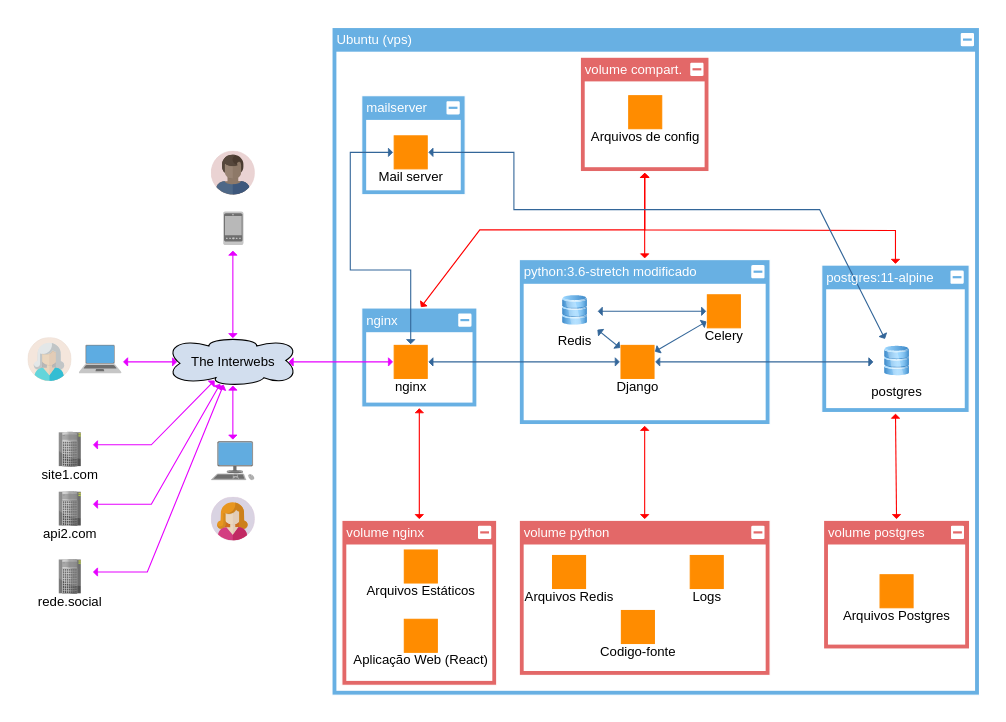 Ubuntu (vps)
volume compart.
Arquivos de config
mailserver
Mail server
python:3.6-stretch modificado
postgres:11-alpine
nginx
Redis
Celery
The Interwebs
nginx
Django
postgres
site1.com
api2.com
rede.social
volume nginx
Arquivos Estáticos
Aplicação Web (React)
volume python
Arquivos Redis
Logs
Codigo-fonte
volume postgres
Arquivos Postgres